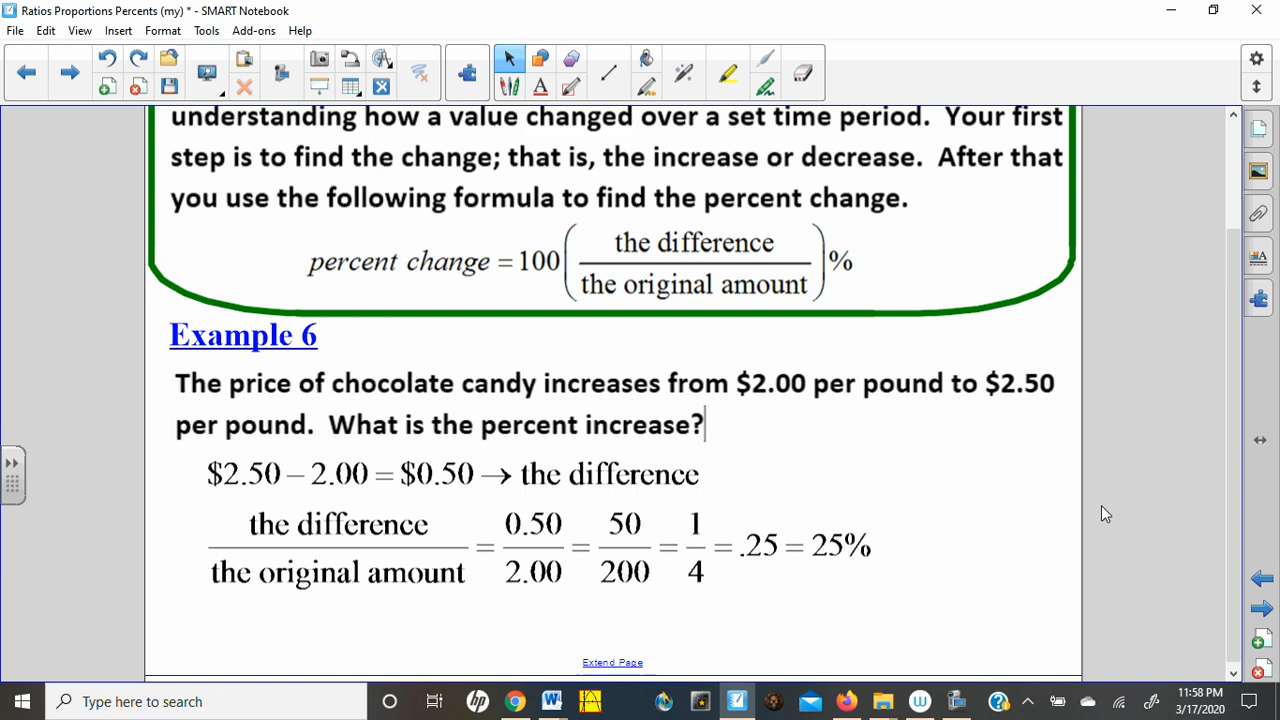 Ratios Proportions Percents (my) * - SMART Notebook
File Edit View Insert Format Tools Add-ons Help
understanding how a value changed over a set time period. Your first
step is to find the change; that is, the increase or decrease. After that
you use the following formula to find the percent change.
percent change = 100 ( the difference / the original amount ) %
Example 6
The price of chocolate candy increases from $2.00 per pound to $2.50
per pound. What is the percent increase?
$2.50 – 2.00 = $0.50 → the difference
the difference / the original amount = 0.50 / 2.00 = 50 / 200 = 1 / 4 = .25 = 25%
Extend Page
Type here to search
11:58 PM
3/17/2020